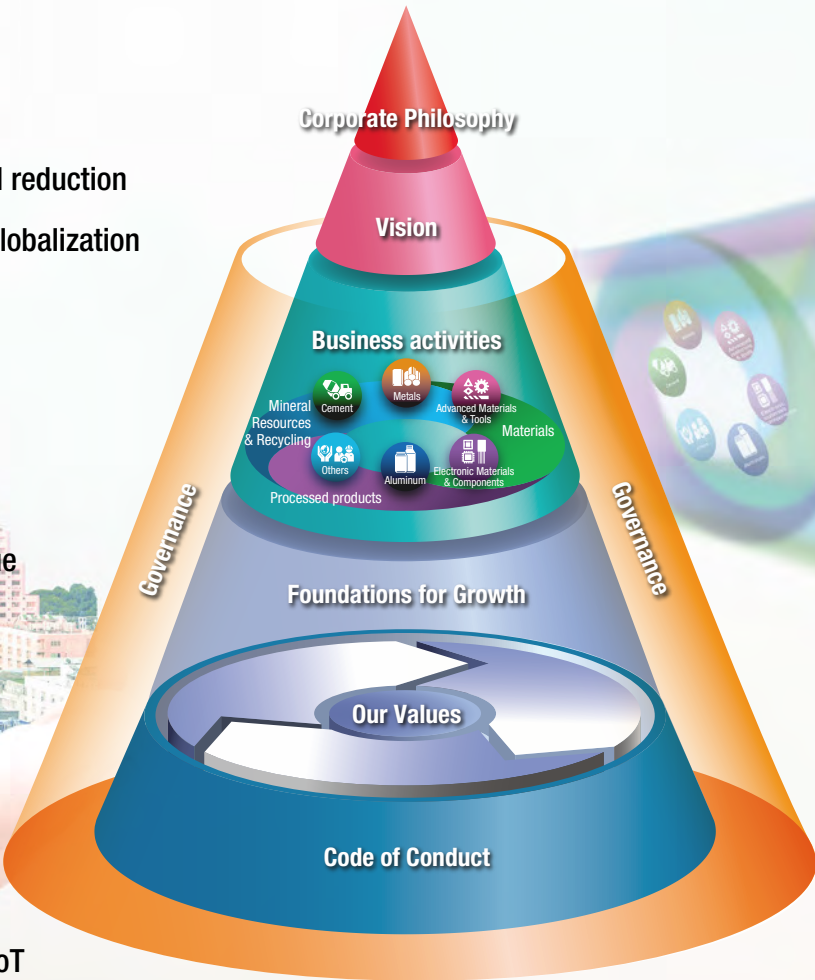 Corporate Philosophy
reduction
Vision
lobalization
Business activities
Cement
Metals
Advanced Materials
& Tools
Mineral
Resources
& Recycling
Materials
Others
Aluminum
Electronic Materials
& Components
Processed products
Governance
Governance
Foundations for Growth
Our Values
Code of Conduct
oT